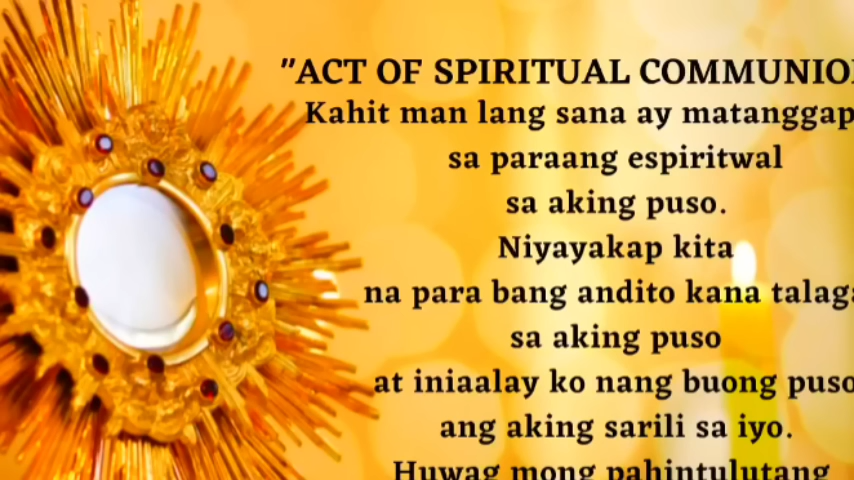 "ACT OF SPIRITUAL COMMUNIO
Kahit man lang sana ay matanggap
sa paraang espiritwal
sa aking puso.
Niyayakap kita
na para bang andito kana talaga
sa aking puso
at iniaalay ko nang buong puso
ang aking sarili sa iyo.
Huwag mong pahintulutang